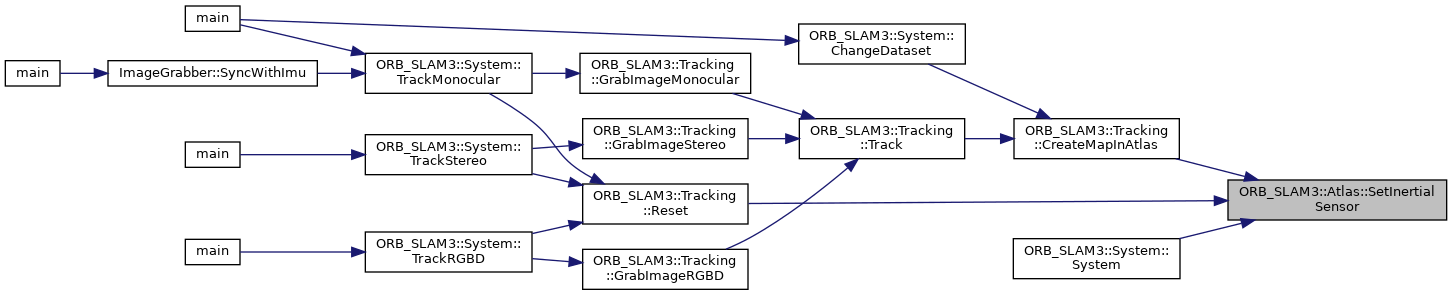 main
ORB_SLAM3::System::
ChangeDataset
main
ImageGrabber::SyncWithImu
ORB_SLAM3::System::
TrackMonocular
ORB_SLAM3::Tracking
::GrabImageMonocular
main
ORB_SLAM3::System::
TrackStereo
ORB_SLAM3::Tracking
::GrabImageStereo
ORB_SLAM3::Tracking
::Track
ORB_SLAM3::Tracking
::CreateMapInAtlas
ORB_SLAM3::Tracking
::Reset
ORB_SLAM3::Atlas::SetInertial
Sensor
main
ORB_SLAM3::System::
TrackRGBD
ORB_SLAM3::Tracking
::GrabImageRGBD
ORB_SLAM3::System::
System